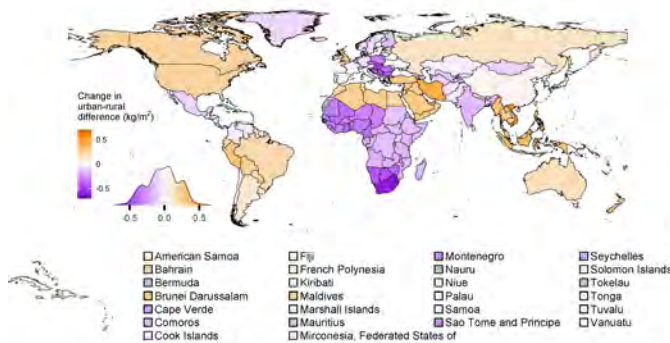 Change in
urban-rural
difference (kg/m²)
0.5
0.0
-0.5
-0.5 0.0 0.5
American Samoa Fiji Montenegro Seychelles
Bahrain French Polynesia Nauru Solomon Islands
Bermuda Kiribati Niue Tokelau
Brunei Darussalam Maldives Palau Tonga
Cape Verde Marshall Islands Samoa Tuvalu
Comoros Mauritius Sao Tome and Principe Vanuatu
Cook Islands Mirconesia, Federated States of